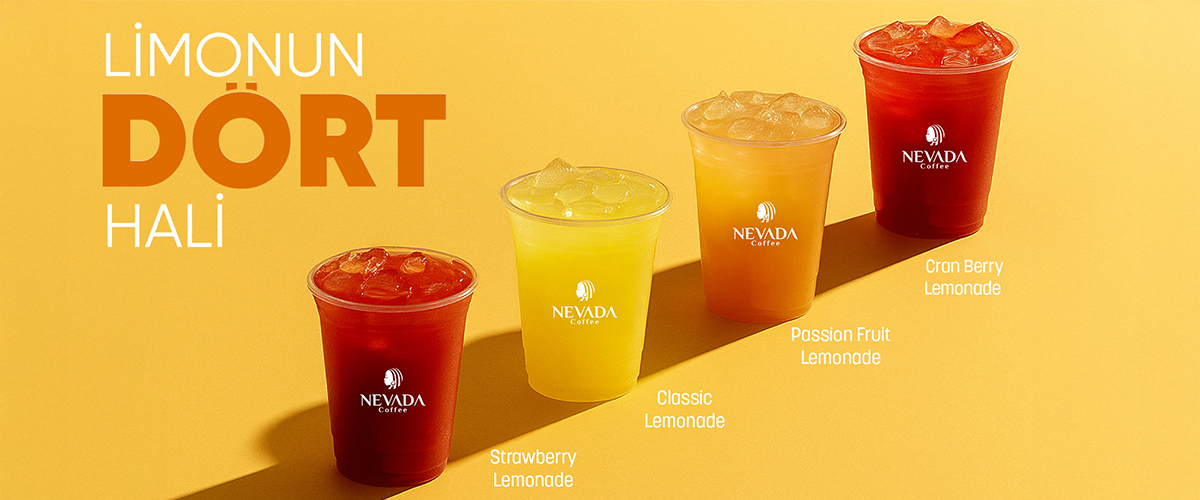 LİMONUN
DÖRT
HALİ
NEVADA
Coffee
Strawberry
Lemonade
NEVADA
Coffee
Classic
Lemonade
NEVADA
Coffee
Passion Fruit
Lemonade
NEVADA
Coffee
Cran Berry
Lemonade